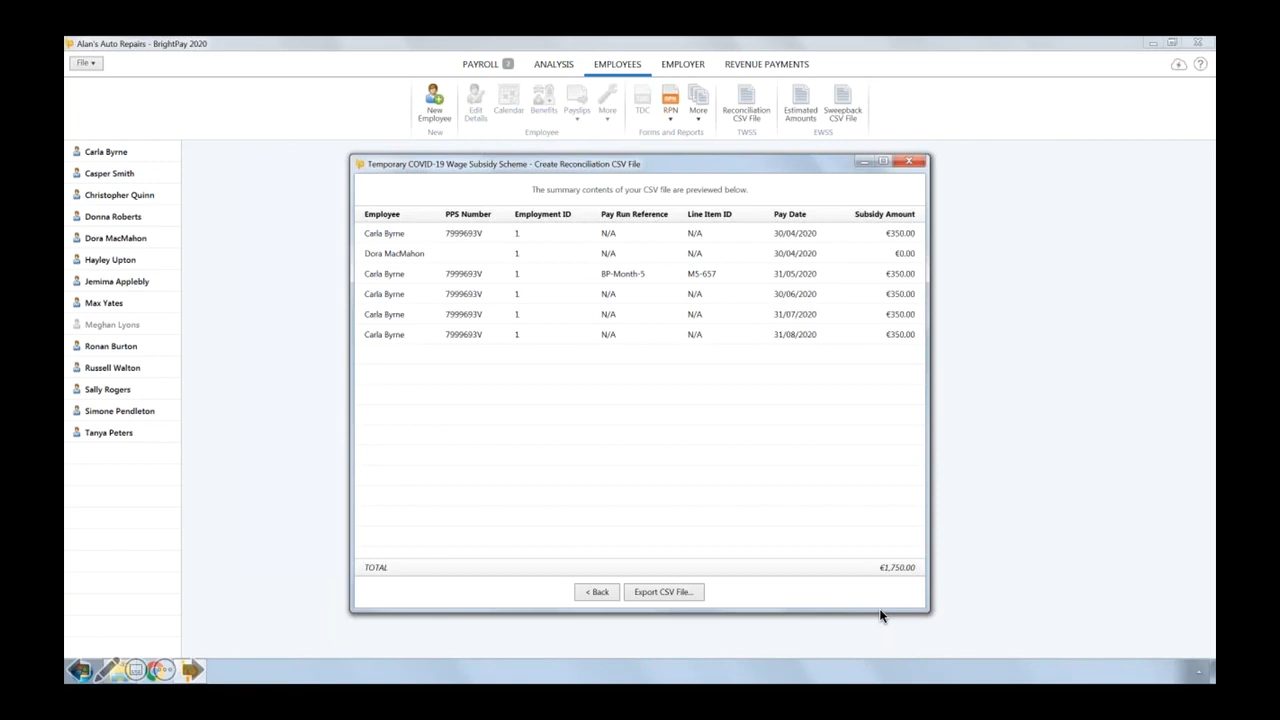 Alan's Auto Repairs - BrightPay 2020
File
PAYROLL 2 ANALYSIS EMPLOYEES EMPLOYER REVENUE PAYMENTS
New Employee Edit Details Calendar Benefits Payslips More TDC RPN More Reconciliation CSV File Estimated Amounts Sweepback CSV File
New Employee Forms and Reports TWSS EWSS
Carla Byrne
Casper Smith
Christopher Quinn
Donna Roberts
Dora MacMahon
Hayley Upton
Jemima Applebly
Max Yates
Meghan Lyons
Ronan Burton
Russell Walton
Sally Rogers
Simone Pendleton
Tanya Peters
Temporary COVID-19 Wage Subsidy Scheme - Create Reconciliation CSV File
The summary contents of your CSV file are previewed below.
Employee PPS Number Employment ID Pay Run Reference Line Item ID Pay Date Subsidy Amount
Carla Byrne 7999693V 1 N/A N/A 30/04/2020 €350.00
Dora MacMahon 1 N/A N/A 30/04/2020 €0.00
Carla Byrne 7999693V 1 BP-Month-5 M5-657 31/05/2020 €350.00
Carla Byrne 7999693V 1 N/A N/A 30/06/2020 €350.00
Carla Byrne 7999693V 1 N/A N/A 31/07/2020 €350.00
Carla Byrne 7999693V 1 N/A N/A 31/08/2020 €350.00
TOTAL €1,750.00
< Back Export CSV File...